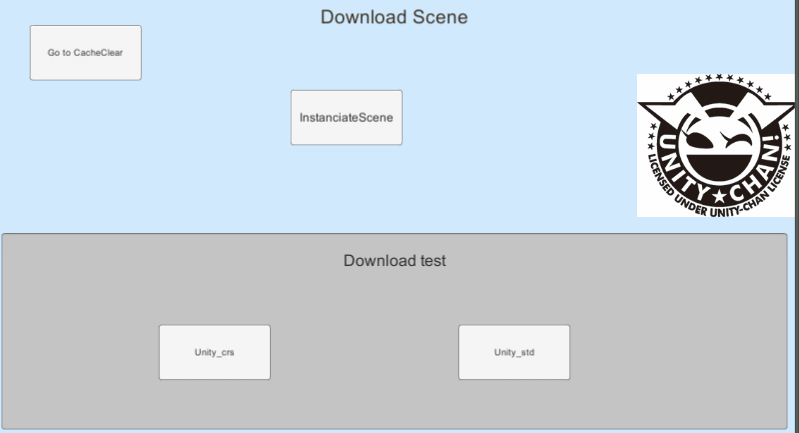 Download Scene
Go to CacheClear
InstanciateScene
UNITY★CHAN!
LICENSED UNDER UNITY-CHAN LICENSE
Download test
Unity_crs
Unity_std